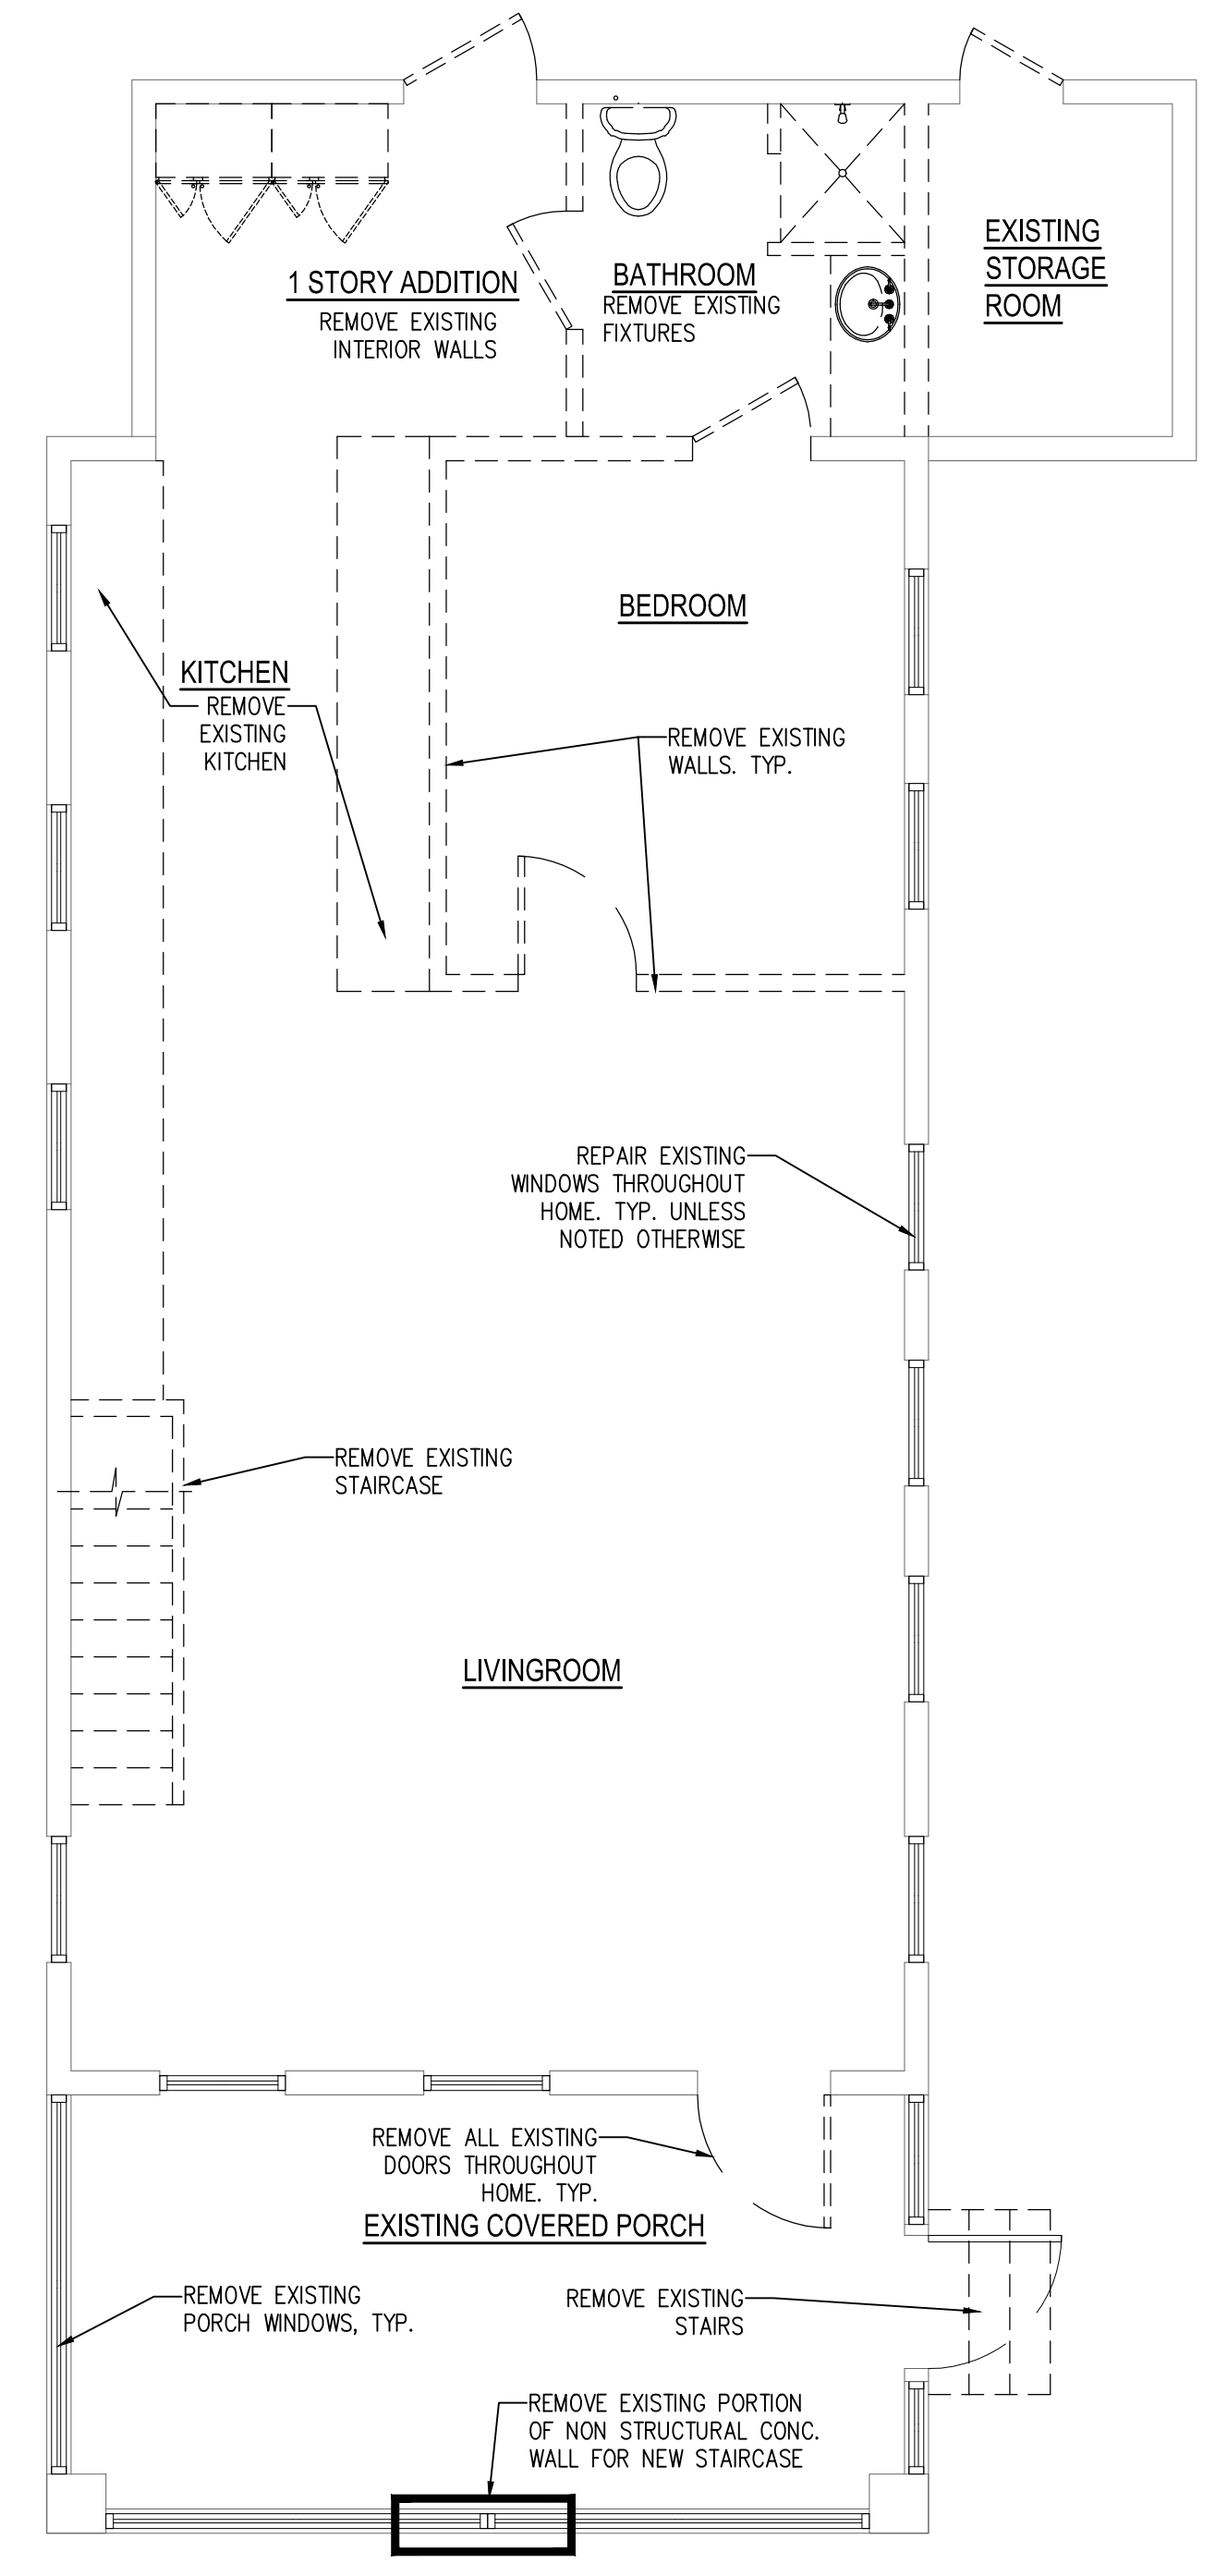 EXISTING
STORAGE
ROOM
1 STORY ADDITION
REMOVE EXISTING
INTERIOR WALLS
BATHROOM
REMOVE EXISTING
FIXTURES
BEDROOM
KITCHEN
REMOVE
EXISTING
KITCHEN
REMOVE EXISTING
WALLS. TYP.
REPAIR EXISTING
WINDOWS THROUGHOUT
HOME. TYP. UNLESS
NOTED OTHERWISE
REMOVE EXISTING
STAIRCASE
LIVINGROOM
REMOVE ALL EXISTING
DOORS THROUGHOUT
HOME. TYP.
EXISTING COVERED PORCH
REMOVE EXISTING
PORCH WINDOWS, TYP.
REMOVE EXISTING
STAIRS
REMOVE EXISTING PORTION
OF NON STRUCTURAL CONC.
WALL FOR NEW STAIRCASE